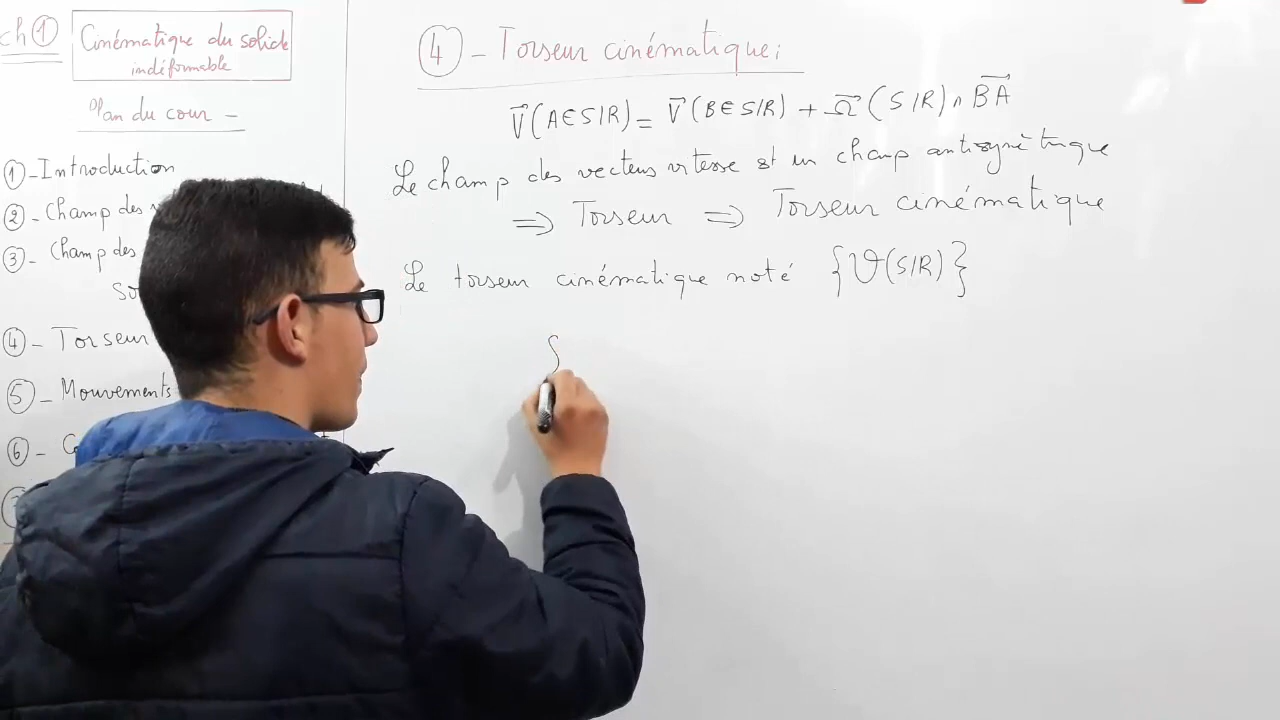 ch ①
Cinématique du solide
indéformable
Plan du cour -
① - Introduction
② - Champ des
③ - Champ des
So
④ - Torseur
⑤ - Mouvements
⑥ -
④ - Torseur cinématique :
V⃗(A∈S/R) = V⃗(B∈S/R) + Ω⃗(S/R) ∧ BA⃗
Le champ des vecteurs vitesse est un champ antisymétrique
⟹ Torseur ⟹ Torseur cinématique
Le torseur cinématique noté {𝒱(S/R)}